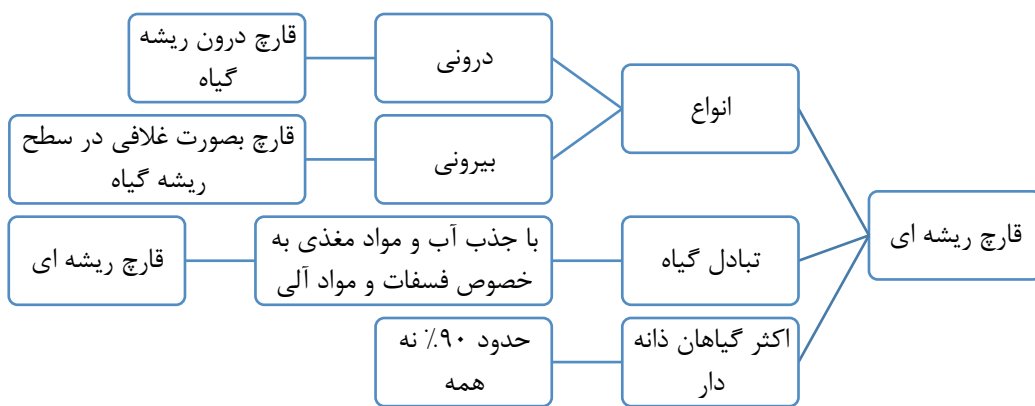 قارچ ریشه ای
انواع
درونی
قارچ درون ریشه
گیاه
بیرونی
قارچ بصورت غلافی در سطح
ریشه گیاه
تبادل گیاه
با جذب آب و مواد مغذی به
خصوص فسفات و مواد آلی
قارچ ریشه ای
اکثر گیاهان ذانه
دار
حدود ۹۰٪ نه
همه